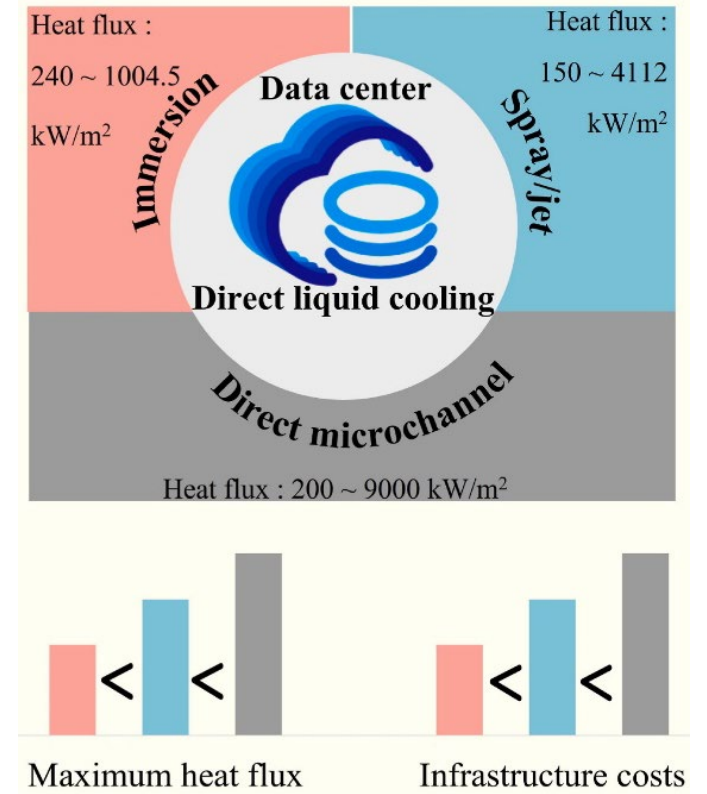 Heat flux :
240 ~ 1004.5
kW/m²
Immersion
Heat flux :
150 ~ 4112
kW/m²
Spray/jet
Data center
Direct liquid cooling
Direct microchannel
Heat flux : 200 ~ 9000 kW/m²
< <
< <
Maximum heat flux
Infrastructure costs